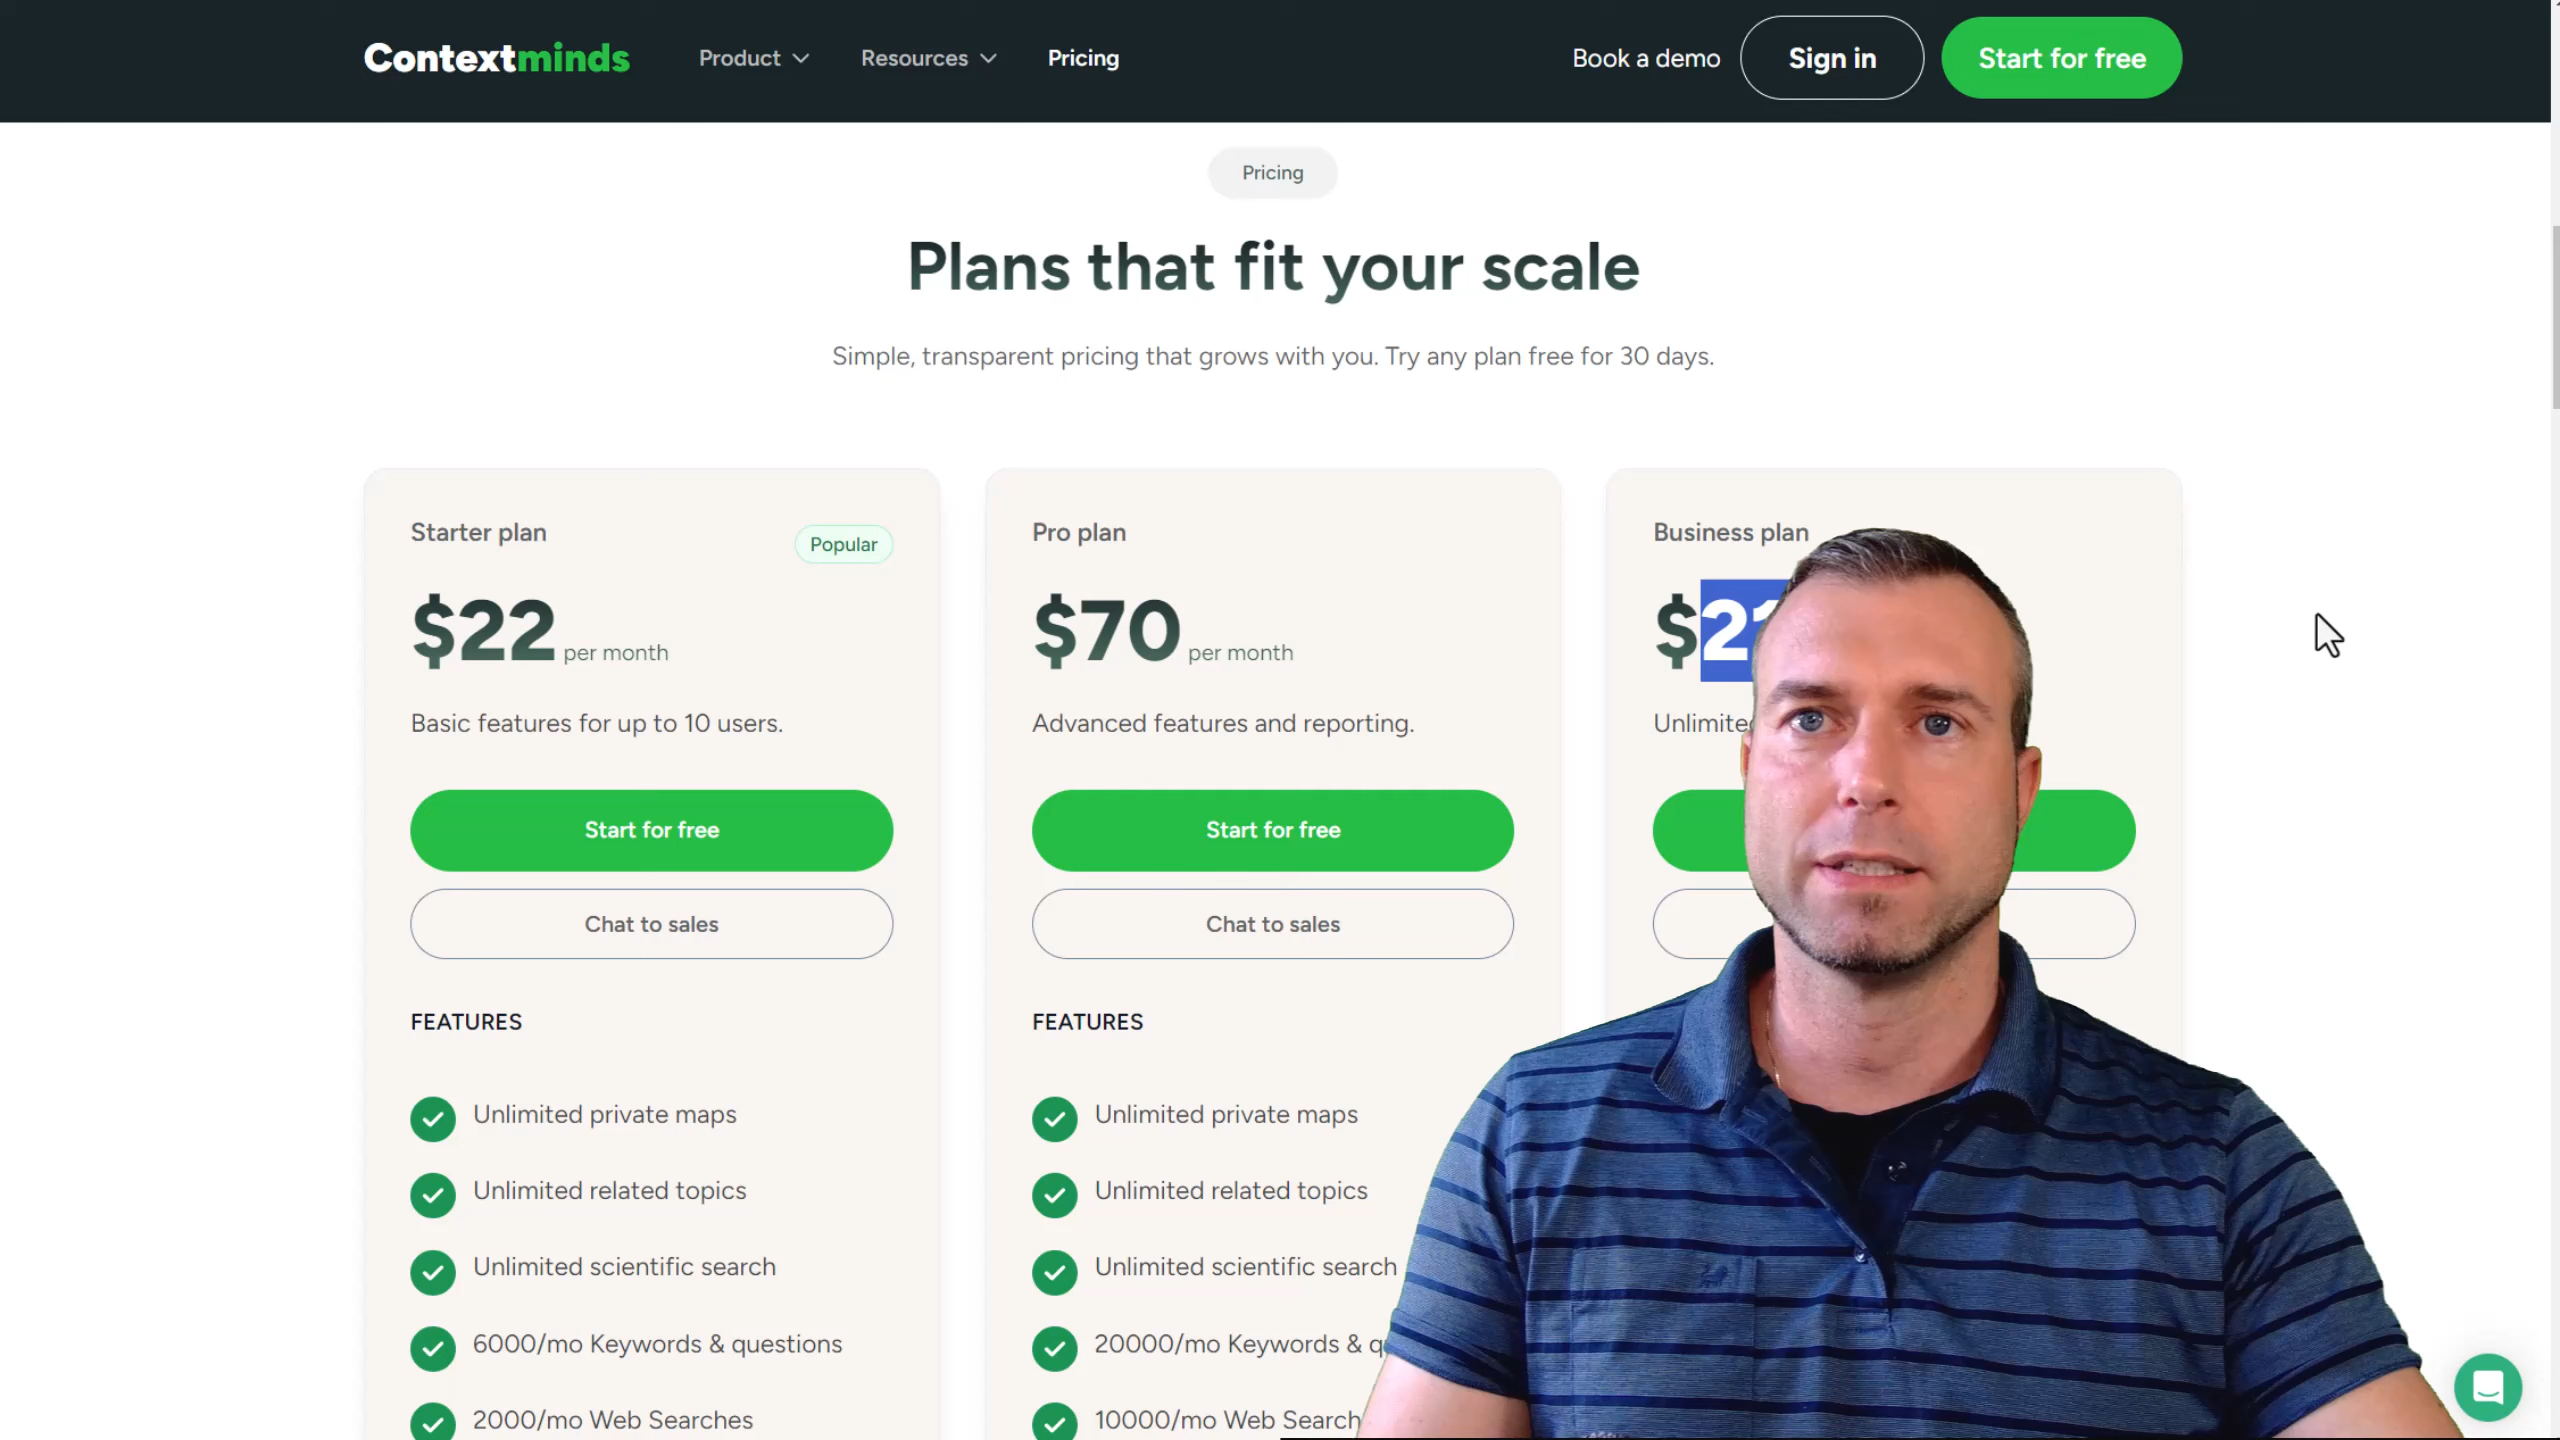 Contextminds
Product
Resources
Pricing
Book a demo
Sign in
Start for free
Pricing
Plans that fit your scale
Simple, transparent pricing that grows with you. Try any plan free for 30 days.
Starter plan
Popular
$22 per month
Basic features for up to 10 users.
Start for free
Chat to sales
FEATURES
Unlimited private maps
Unlimited related topics
Unlimited scientific search
6000/mo Keywords & questions
2000/mo Web Searches
Pro plan
$70 per month
Advanced features and reporting.
Start for free
Chat to sales
FEATURES
Unlimited private maps
Unlimited related topics
Unlimited scientific search
20000/mo Keywords &
10000/mo Web
Business plan